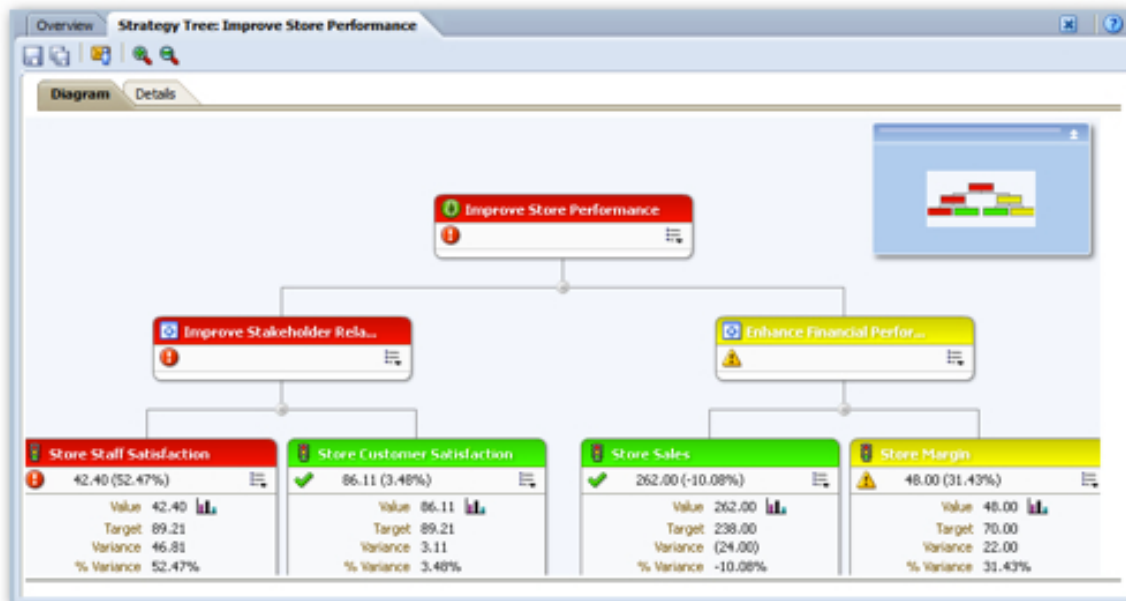 Overview Strategy Tree: Improve Store Performance
Diagram Details
Improve Store Performance
Improve Stakeholder Rela...
Enhance Financial Perfor...
Store Staff Satisfaction
42.40 (52.47%)
Value 42.40
Target 89.21
Variance 46.81
% Variance 52.47%
Store Customer Satisfaction
86.11 (3.48%)
Value 86.11
Target 89.21
Variance 3.11
% Variance 3.48%
Store Sales
262.00 (-10.08%)
Value 262.00
Target 238.00
Variance (24.00)
% Variance -10.08%
Store Margin
48.00 (31.43%)
Value 48.00
Target 70.00
Variance 22.00
% Variance 31.43%